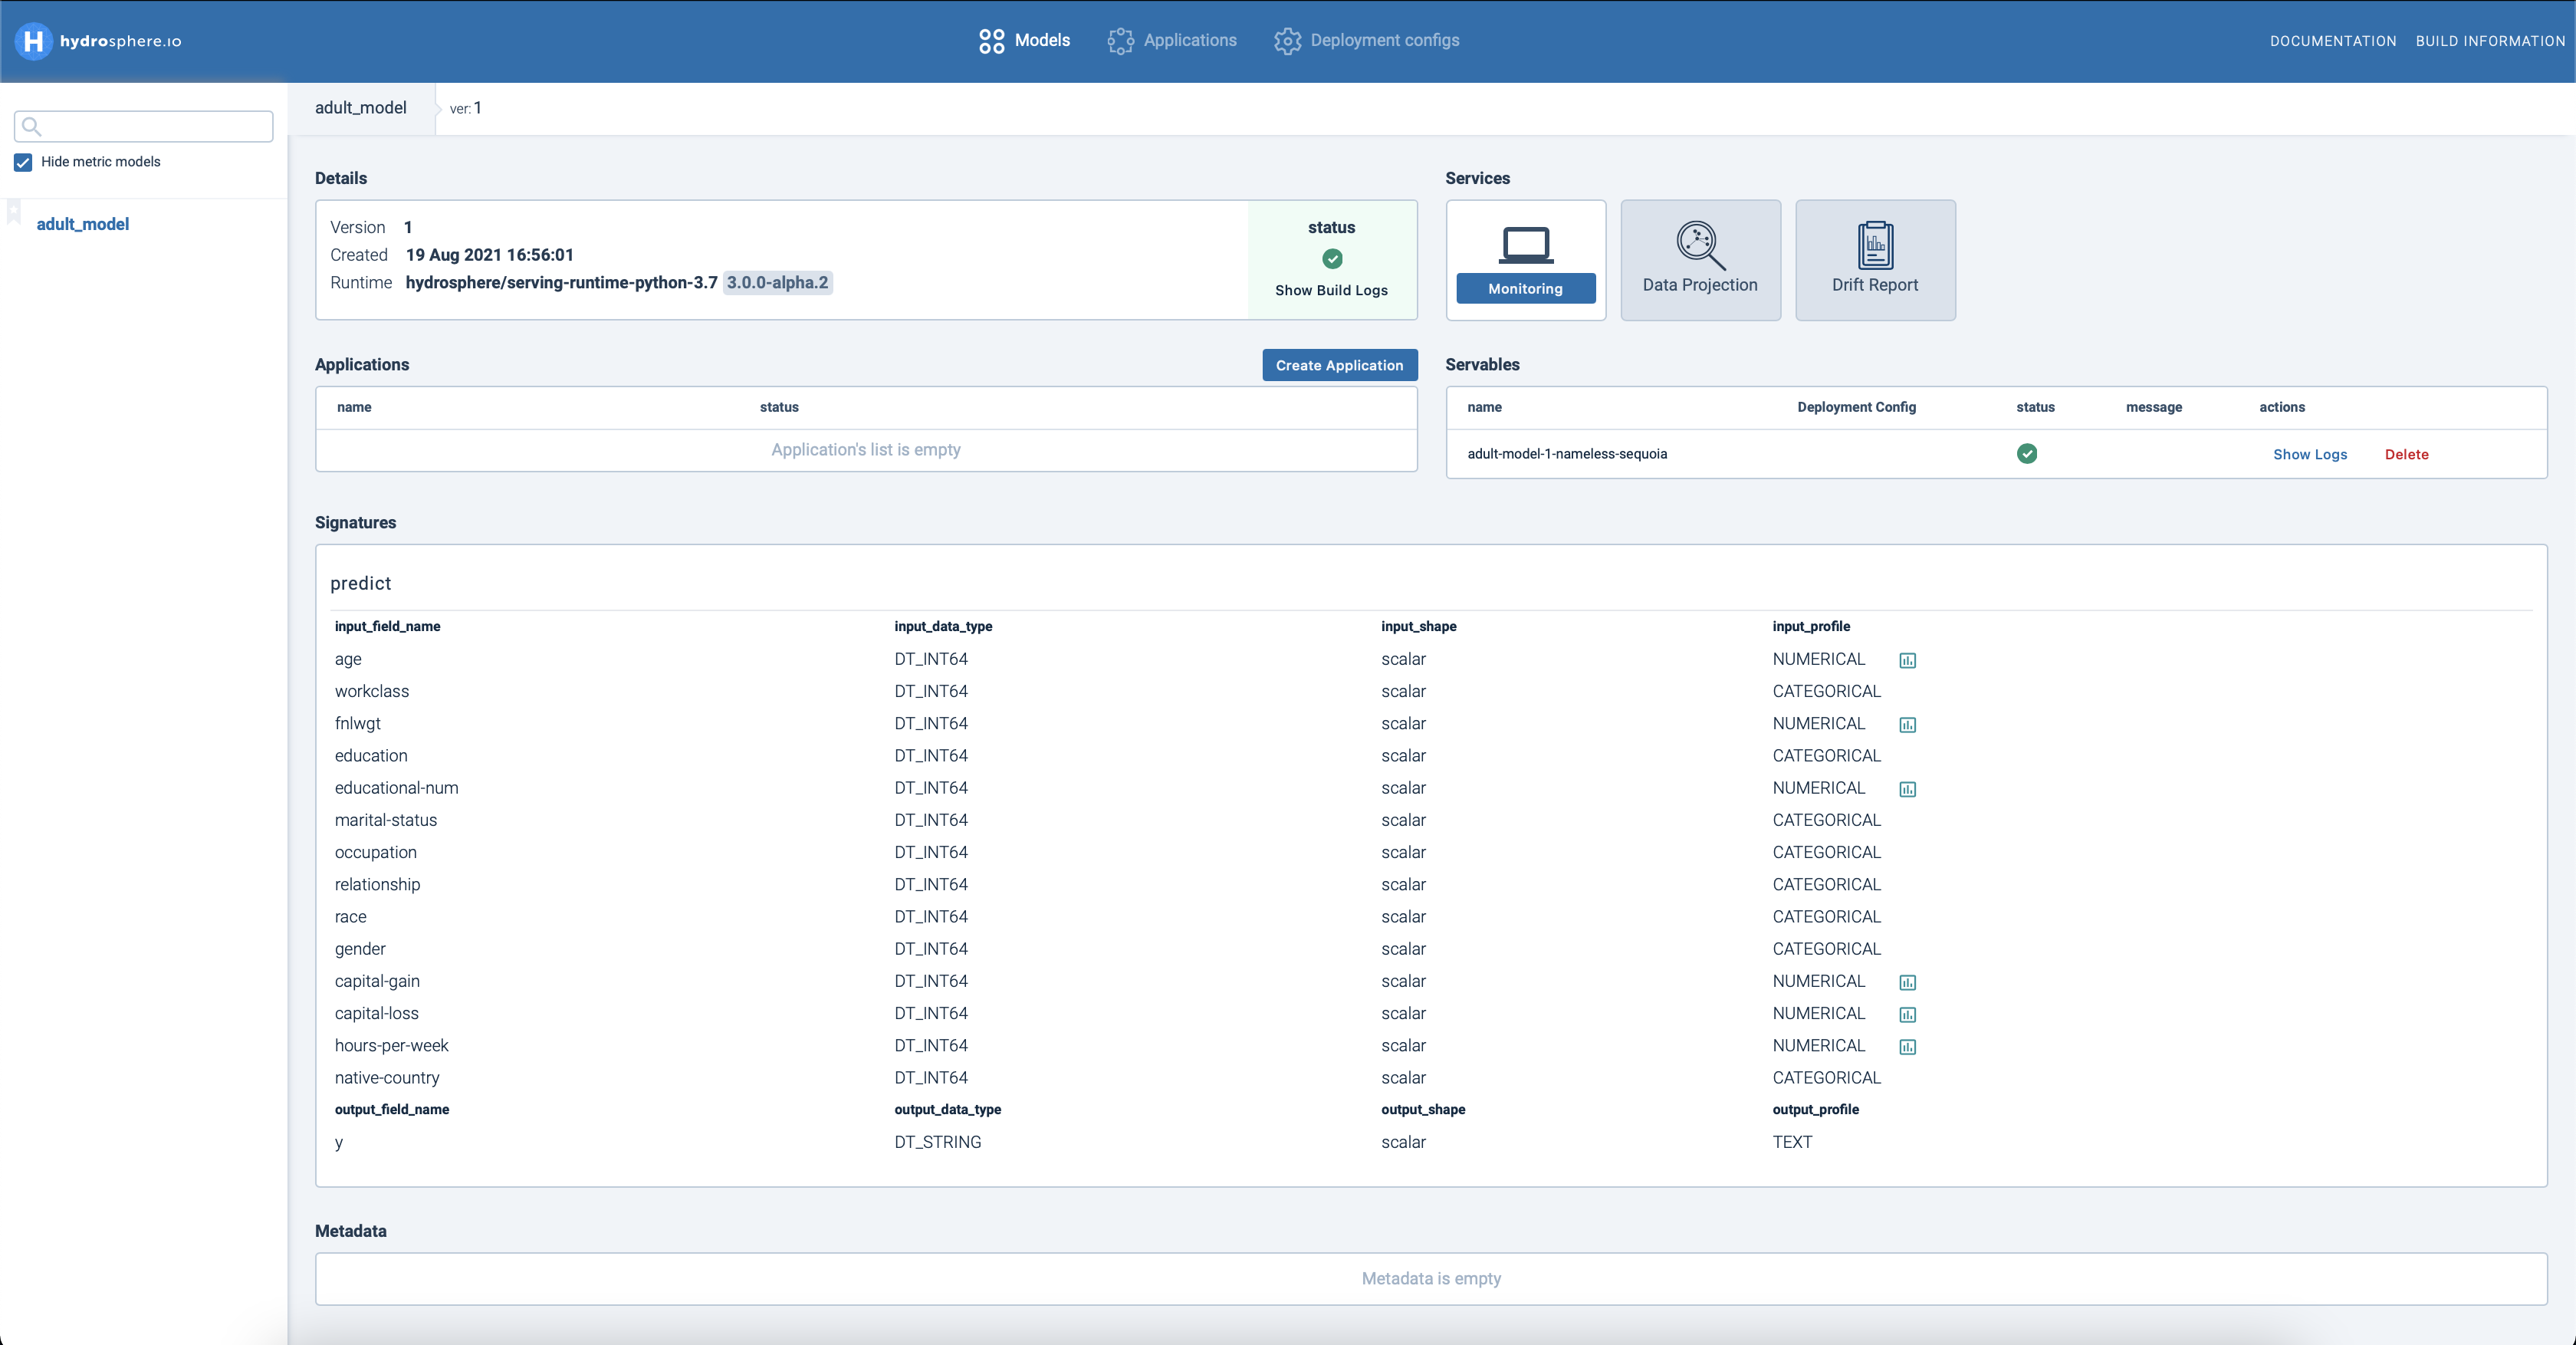 H hydrosphere.io
Models Applications Deployment configs
DOCUMENTATION BUILD INFORMATION
Hide metric models
adult_model
adult_model ver: 1
Details
Version 1
Created 19 Aug 2021 16:56:01
Runtime hydrosphere/serving-runtime-python-3.7 3.0.0-alpha.2
status
Show Build Logs
Services
Monitoring
Data Projection
Drift Report
Applications
Create Application
name status
Application's list is empty
Servables
name Deployment Config status message actions
adult-model-1-nameless-sequoia Show Logs Delete
Signatures
predict
input_field_name input_data_type input_shape input_profile
age DT_INT64 scalar NUMERICAL
workclass DT_INT64 scalar CATEGORICAL
fnlwgt DT_INT64 scalar NUMERICAL
education DT_INT64 scalar CATEGORICAL
educational-num DT_INT64 scalar NUMERICAL
marital-status DT_INT64 scalar CATEGORICAL
occupation DT_INT64 scalar CATEGORICAL
relationship DT_INT64 scalar CATEGORICAL
race DT_INT64 scalar CATEGORICAL
gender DT_INT64 scalar CATEGORICAL
capital-gain DT_INT64 scalar NUMERICAL
capital-loss DT_INT64 scalar NUMERICAL
hours-per-week DT_INT64 scalar NUMERICAL
native-country DT_INT64 scalar CATEGORICAL
output_field_name output_data_type output_shape output_profile
y DT_STRING scalar TEXT
Metadata
Metadata is empty